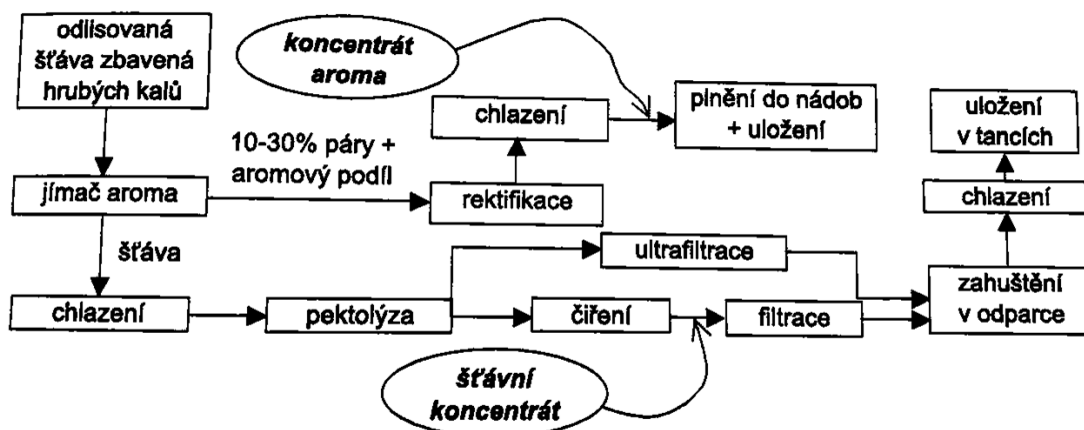 odlisovaná
šťáva zbavená
hrubých kalů
koncentrát
aroma
chlazení
plnění do nádob
+ uložení
uložení
v tancích
10-30% páry +
aromový podíl
jímač aroma
rektifikace
chlazení
šťáva
ultrafiltrace
zahuštění
v odparce
chlazení
pektolýza
čiření
filtrace
šťávní
koncentrát